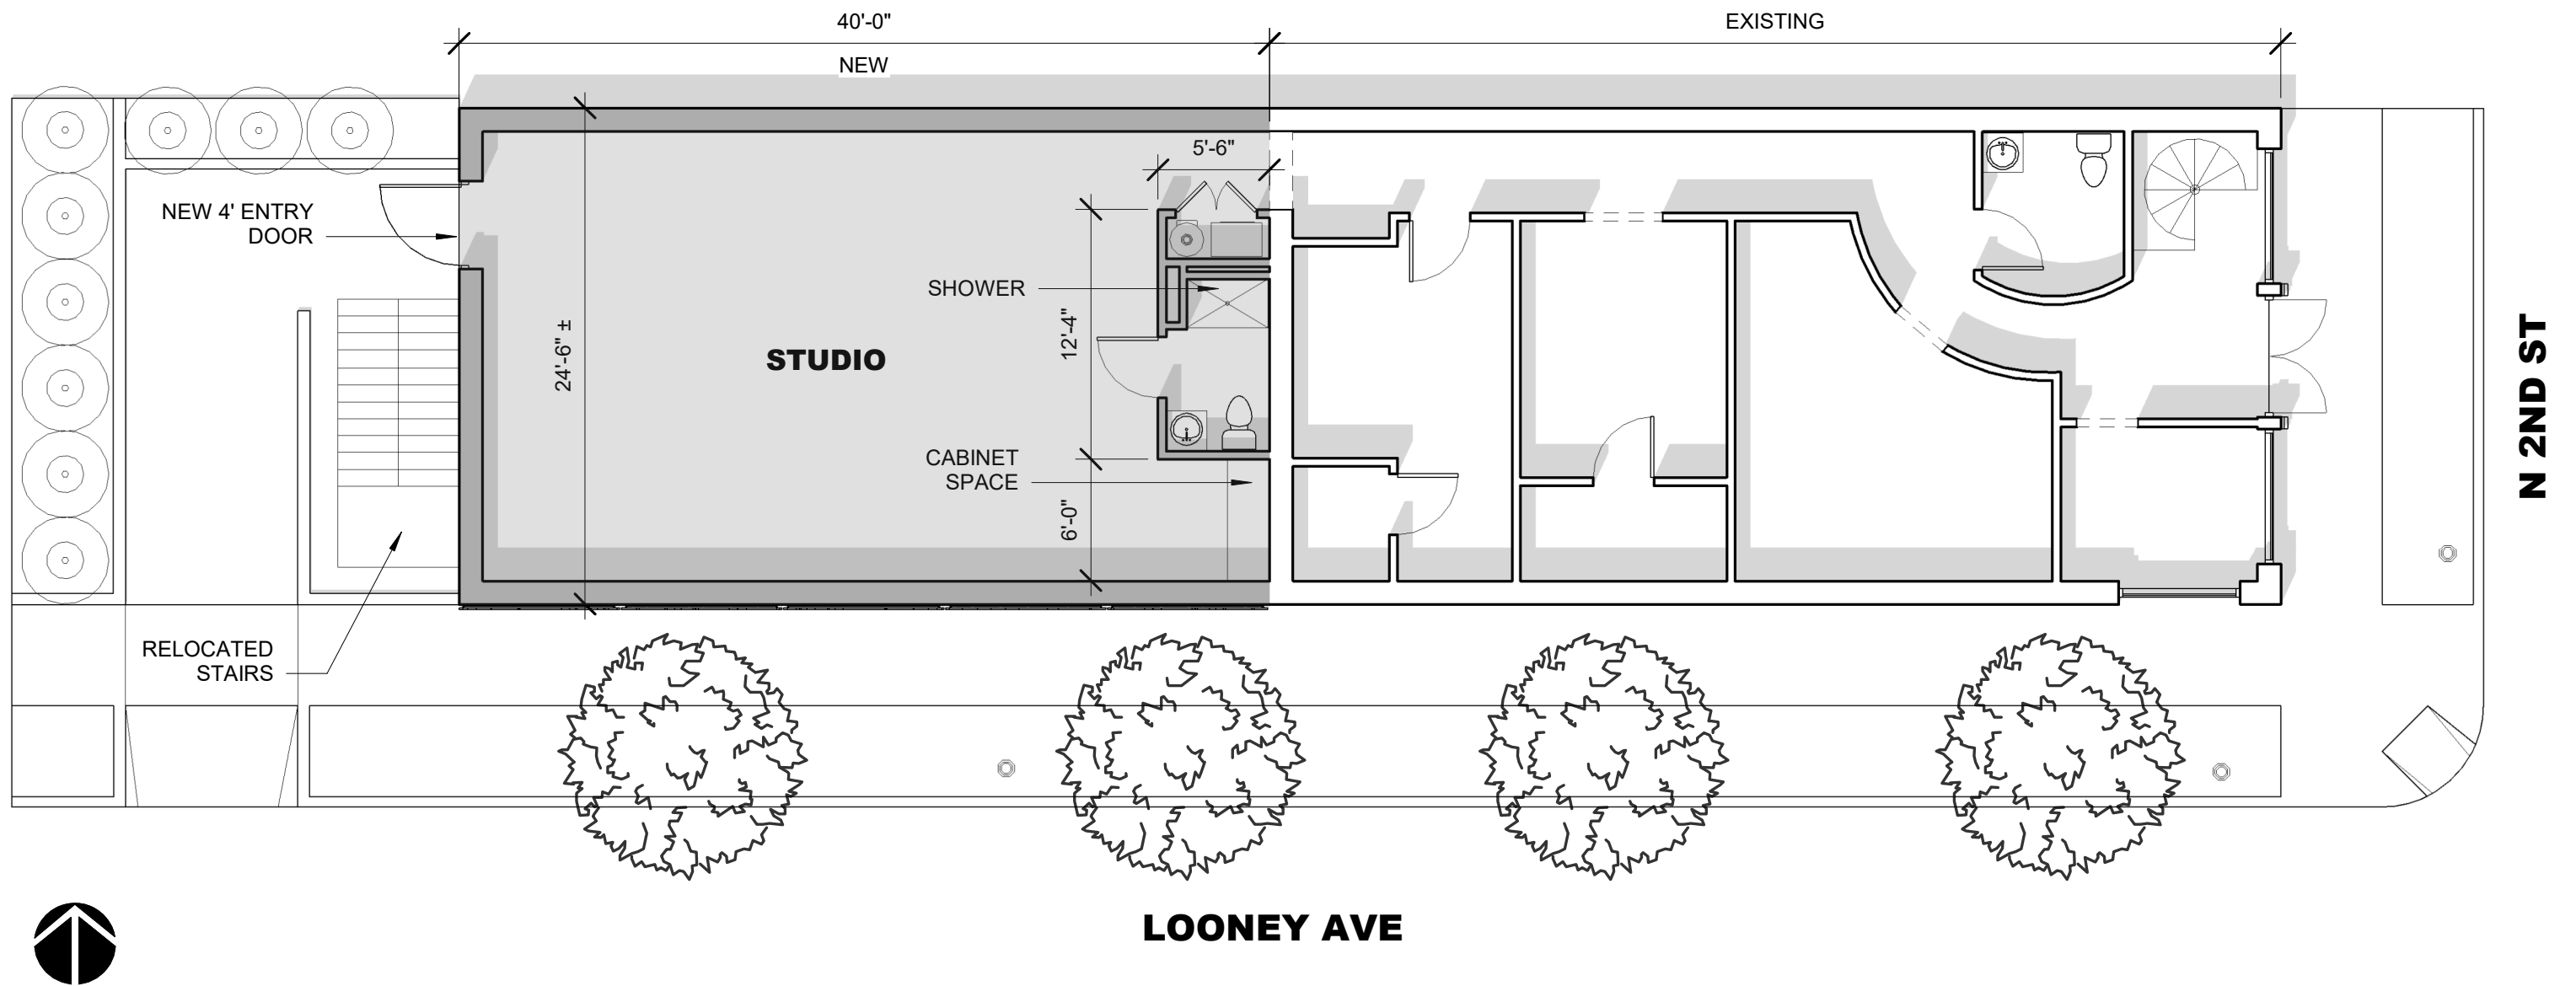 40'-0"
EXISTING
NEW
5'-6"
NEW 4' ENTRY
DOOR
SHOWER
24'-6" ±
12'-4"
STUDIO
N 2ND ST
CABINET
SPACE
6'-0"
RELOCATED
STAIRS
LOONEY AVE